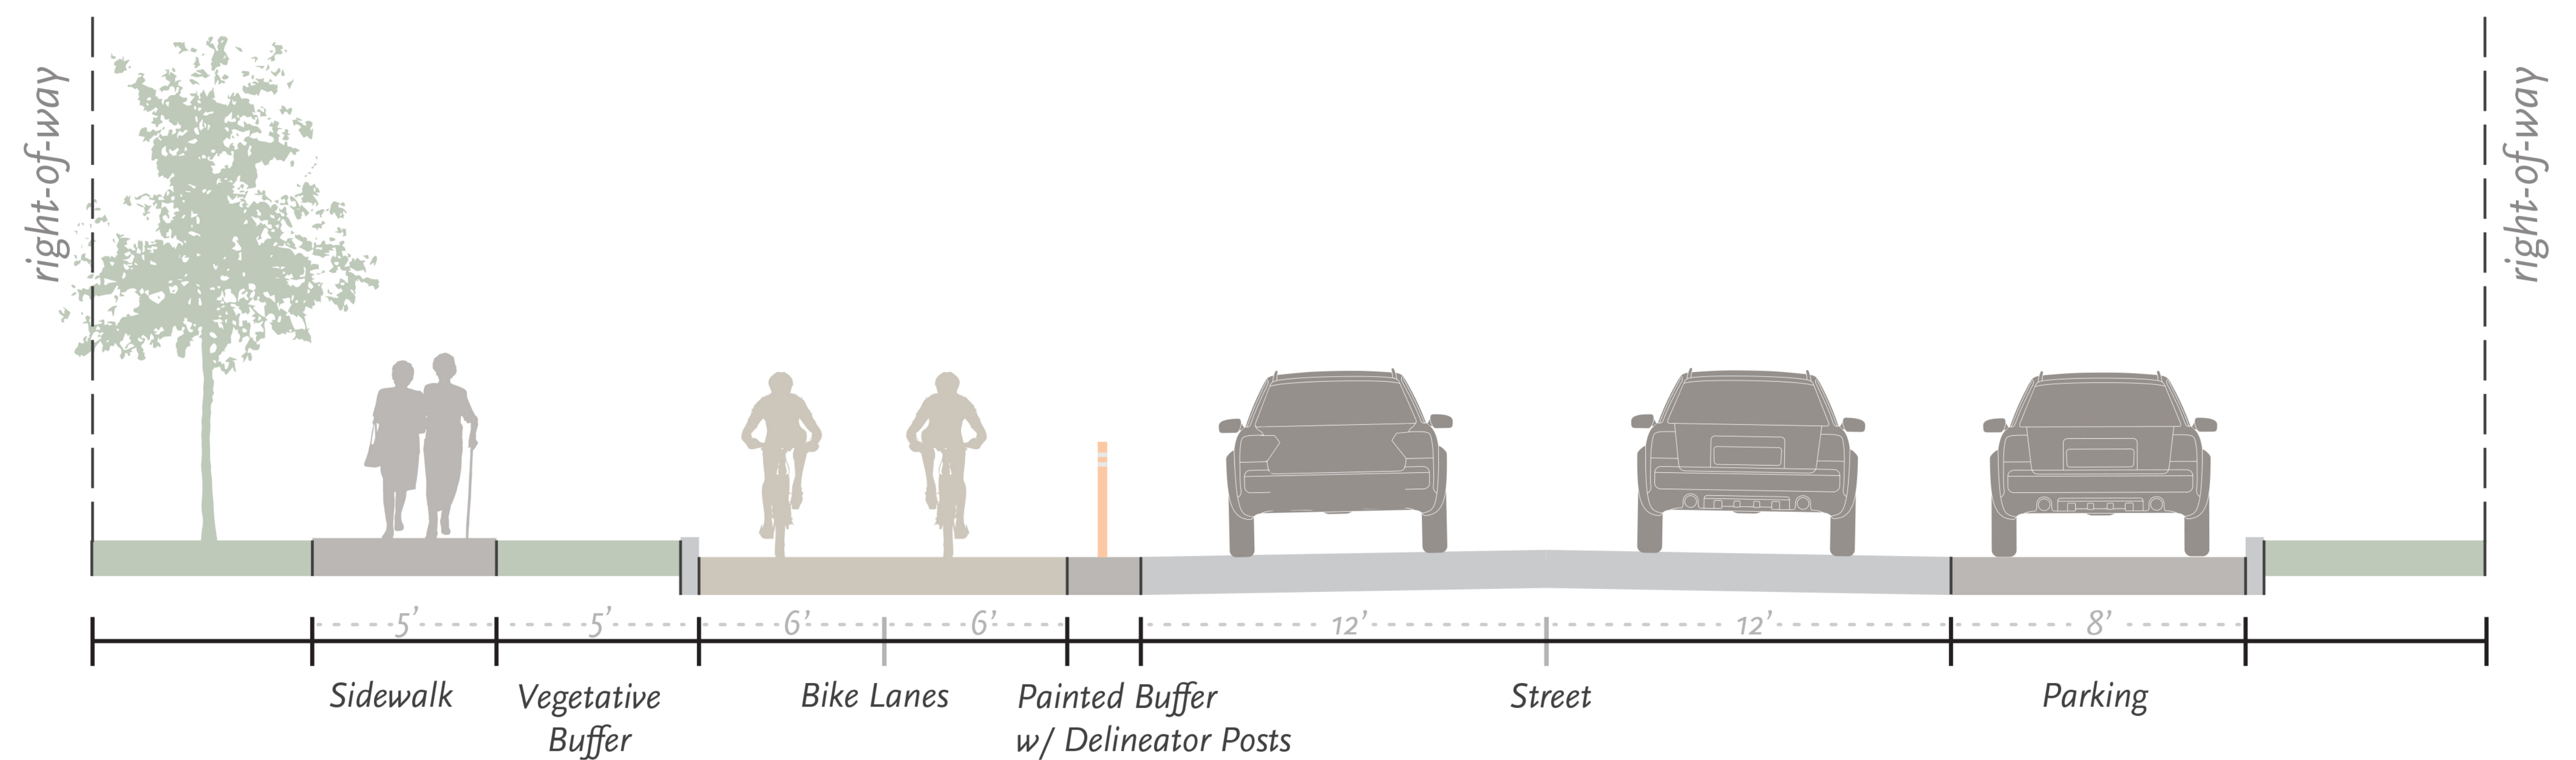 right-of-way
right-of-way
5’
5’
6’
6’
12’
12’
8’
Sidewalk
Vegetative
Buffer
Bike Lanes
Painted Buffer
w/ Delineator Posts
Street
Parking